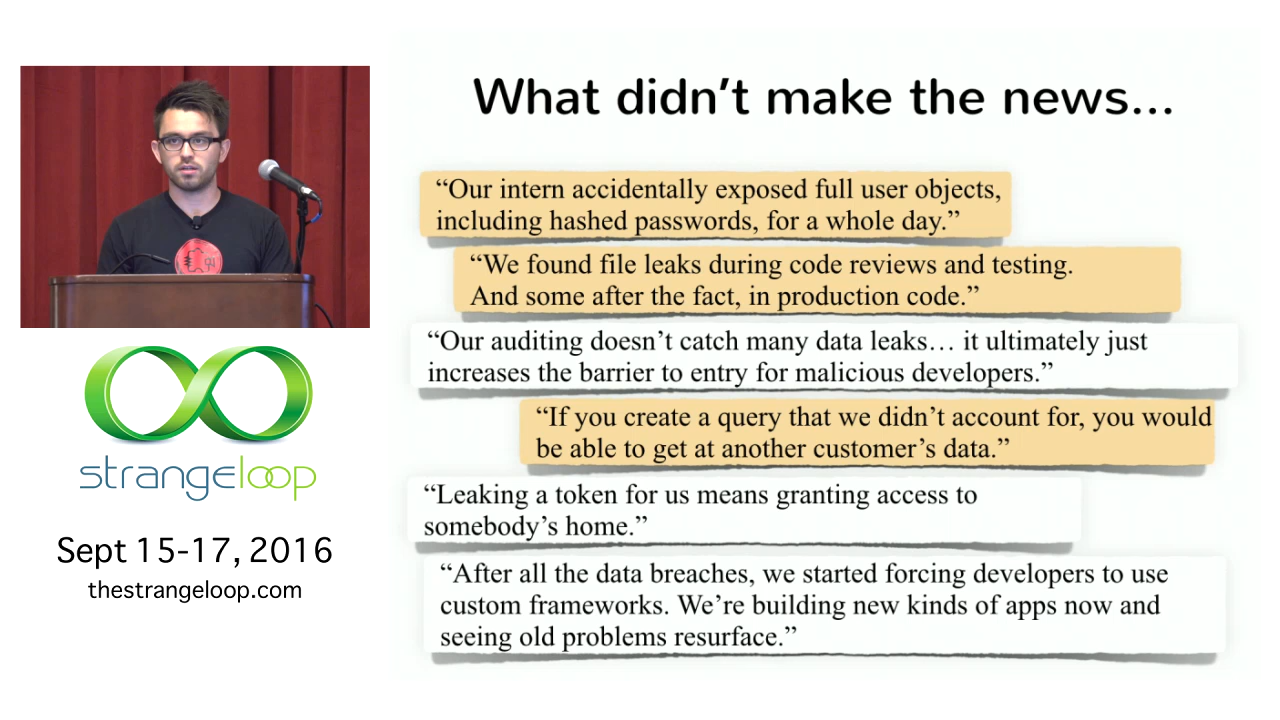 What didn't make the news...
“Our intern accidentally exposed full user objects,
including hashed passwords, for a whole day.”
“We found file leaks during code reviews and testing.
And some after the fact, in production code.”
“Our auditing doesn't catch many data leaks… it ultimately just
increases the barrier to entry for malicious developers.”
“If you create a query that we didn't account for, you would
be able to get at another customer's data.”
“Leaking a token for us means granting access to
somebody's home.”
“After all the data breaches, we started forcing developers to use
custom frameworks. We're building new kinds of apps now and
seeing old problems resurface.”
strangeloop
Sept 15-17, 2016
thestrangeloop.com